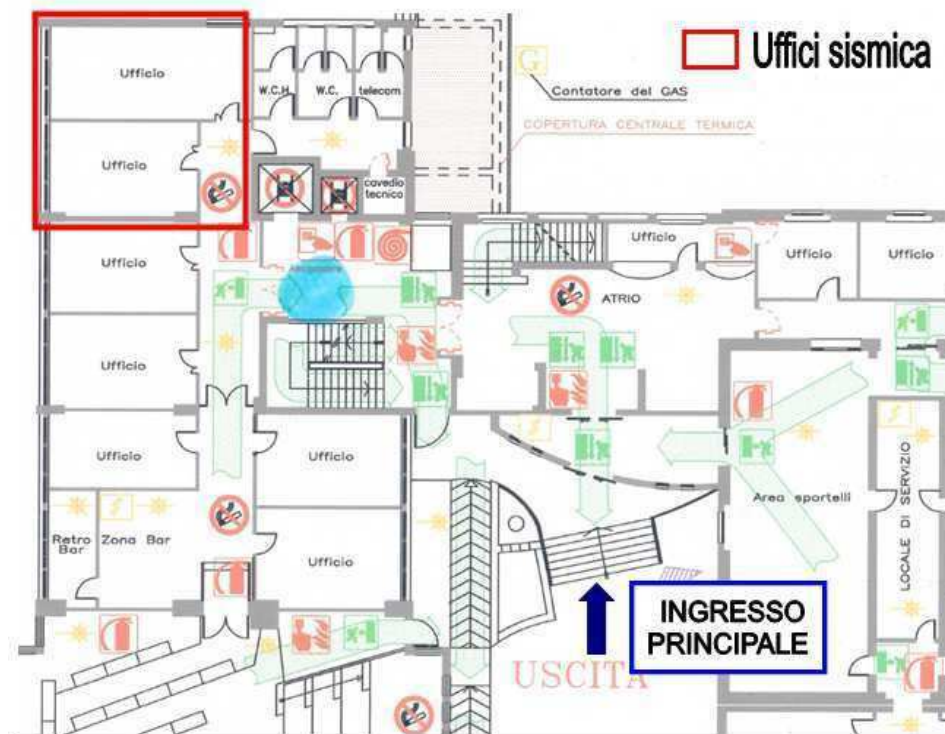 Uffici sismica
G
Contatore del GAS
COPERTURA CENTRALE TERMICA
Ufficio
W.C.H.
W.C.
telecom.
Ufficio
cavedio
tecnico
Ufficio
Ufficio
Ufficio
Ufficio
ATRIO
Ufficio
Ufficio
Ufficio
Retro
Bar
Zona Bar
Ufficio
Area sportelli
LOCALE DI SERVIZIO
INGRESSO
PRINCIPALE
USCITA